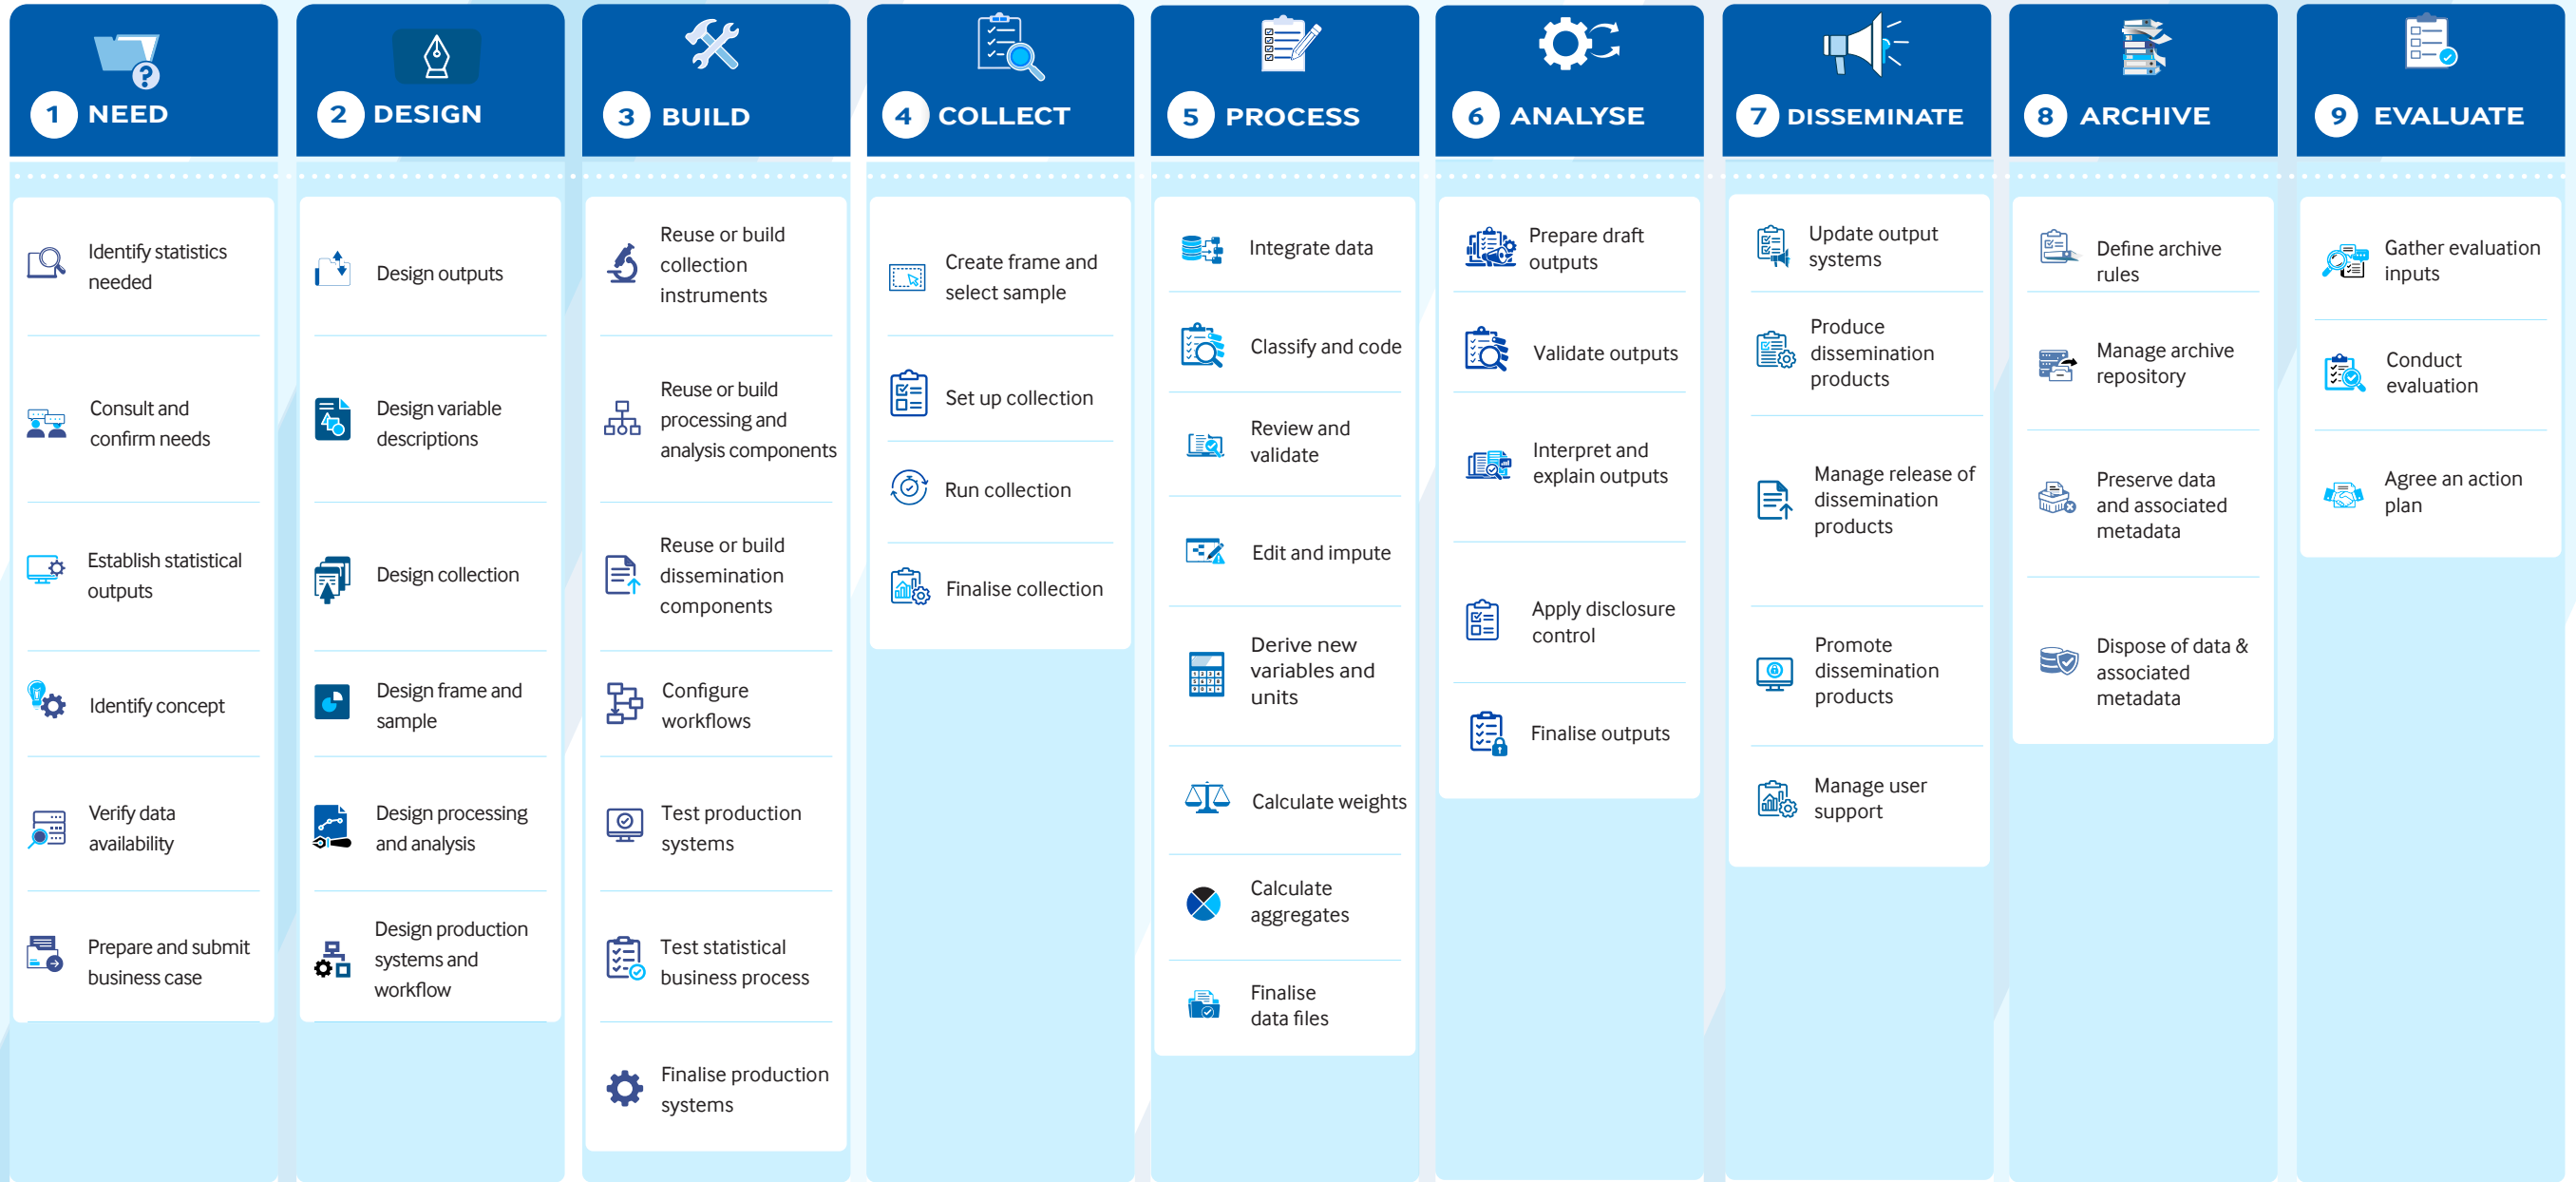 1 NEED
Identify statistics
needed
Consult and
confirm needs
Establish statistical
outputs
Identify concept
Verify data
availability
Prepare and submit
business case
2 DESIGN
Design outputs
Design variable
descriptions
Design collection
Design frame and
sample
Design processing
and analysis
Design production
systems and
workflow
3 BUILD
Reuse or build
collection
instruments
Reuse or build
processing and
analysis components
Reuse or build
dissemination
components
Configure
workflows
Test production
systems
Test statistical
business process
Finalise production
systems
4 COLLECT
Create frame and
select sample
Set up collection
Run collection
Finalise collection
5 PROCESS
Integrate data
Classify and code
Review and
validate
Edit and impute
Derive new
variables and
units
Calculate weights
Calculate
aggregates
Finalise
data files
6 ANALYSE
Prepare draft
outputs
Validate outputs
Interpret and
explain outputs
Apply disclosure
control
Finalise outputs
7 DISSEMINATE
Update output
systems
Produce
dissemination
products
Manage release of
dissemination
products
Promote
dissemination
products
Manage user
support
8 ARCHIVE
Define archive
rules
Manage archive
repository
Preserve data
and associated
metadata
Dispose of data &
associated
metadata
9 EVALUATE
Gather evaluation
inputs
Conduct
evaluation
Agree an action
plan